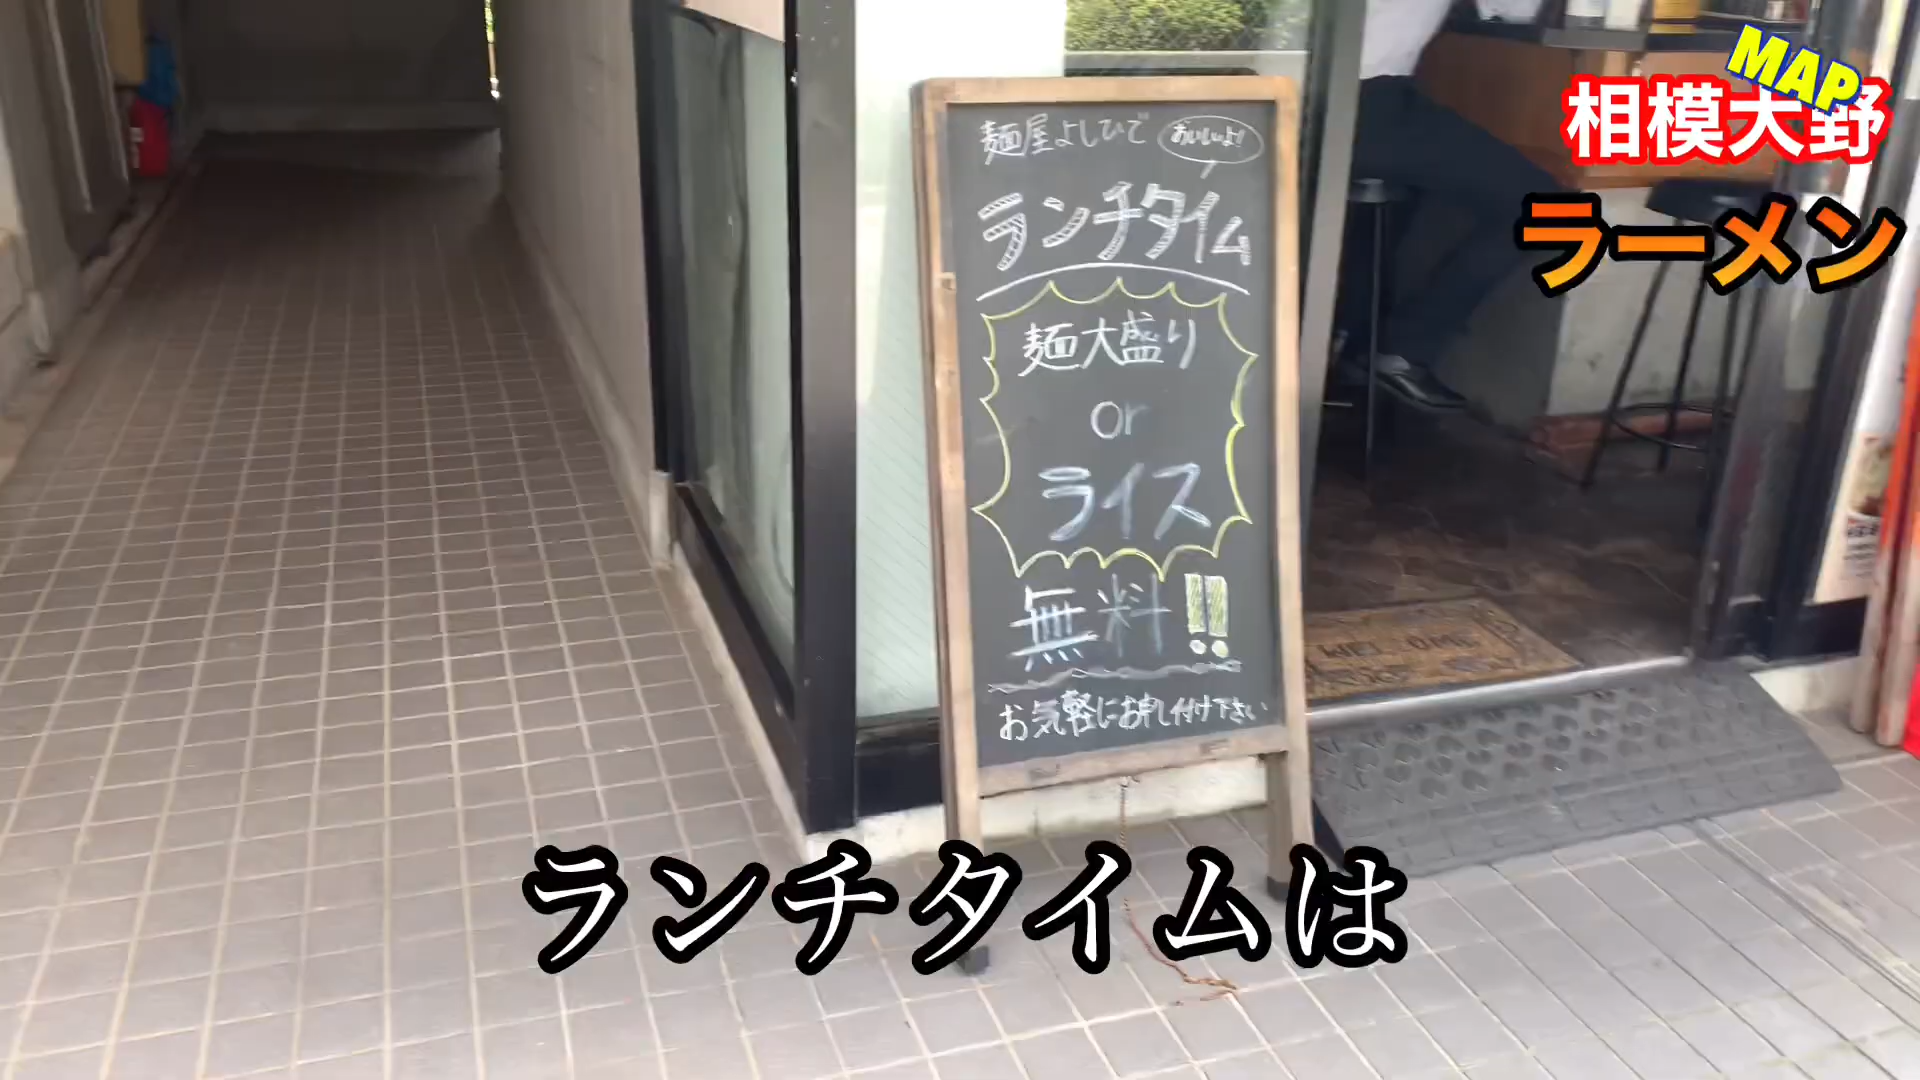 MAP
相模大野
ラーメン
麺屋よしひで
おいしいよ!
ランチタイム
麺大盛り
or
ライス
無料!!
お気軽にお申し付け下さい
WELCOME
ランチタイムは